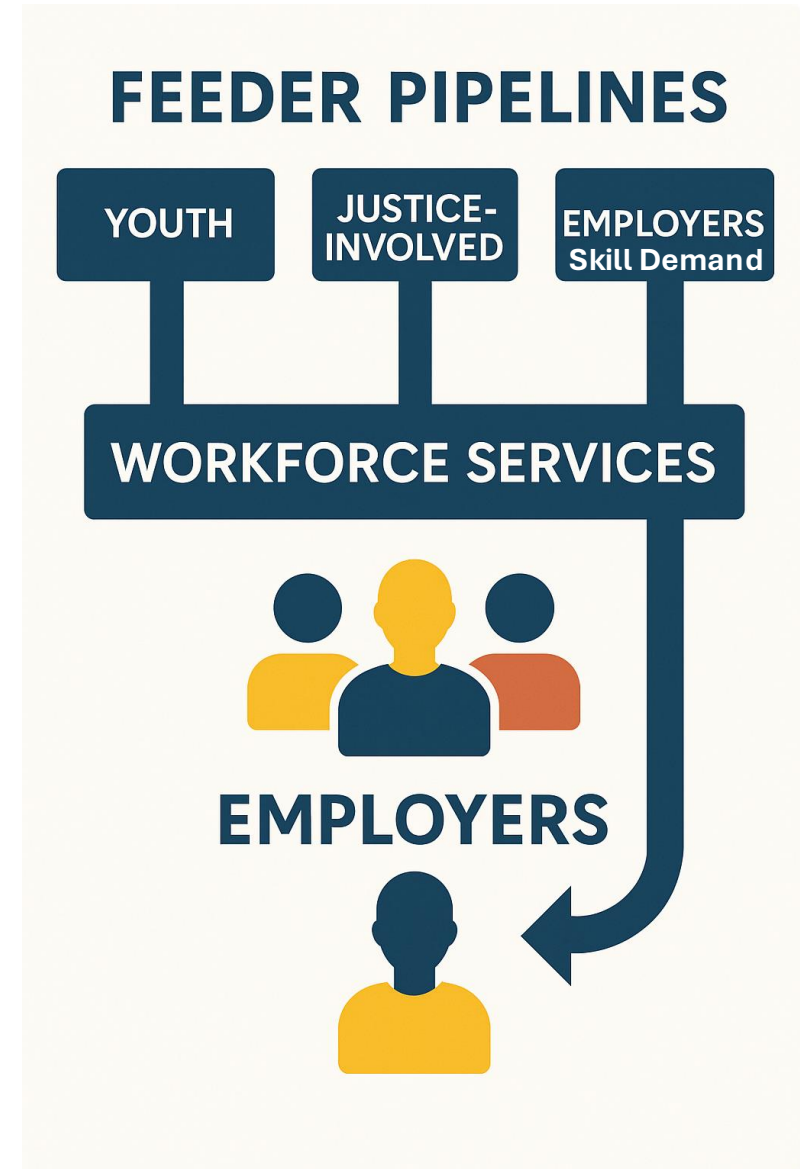 FEEDER PIPELINES
YOUTH
JUSTICE-
INVOLVED
EMPLOYERS
Skill Demand
WORKFORCE SERVICES
EMPLOYERS